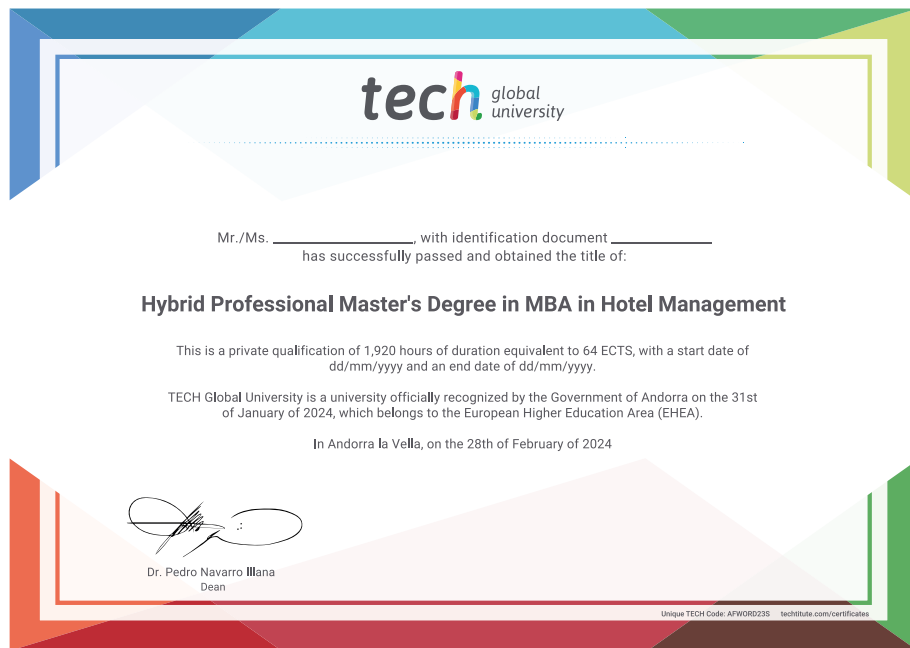 tech global
university
Mr./Ms. ________________, with identification document ____________
has successfully passed and obtained the title of:
Hybrid Professional Master's Degree in MBA in Hotel Management
This is a private qualification of 1,920 hours of duration equivalent to 64 ECTS, with a start date of
dd/mm/yyyy and an end date of dd/mm/yyyy.
TECH Global University is a university officially recognized by the Government of Andorra on the 31st
of January of 2024, which belongs to the European Higher Education Area (EHEA).
In Andorra la Vella, on the 28th of February of 2024
Dr. Pedro Navarro Illana
Dean
Unique TECH Code: AFWORD23S techtitute.com/certificates